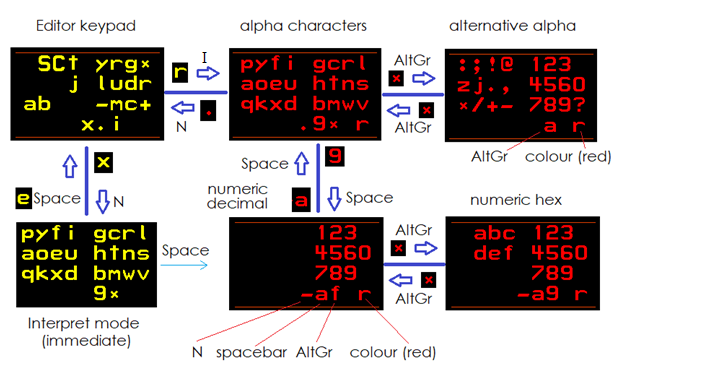 Editor keypad
alpha characters
alternative alpha
SCt yrg×
j ludr
ab -mc+
x.i
r
I
.
N
pyfi gcrl
aoeu htns
qkxd bmwv
.9× r
AltGr
×
×
AltGr
:;!@ 123
zj., 4560
×/+- 789?
a r
AltGr colour (red)
x
e Space
N
Space
9
numeric
decimal
a
Space
numeric hex
pyfi gcrl
aoeu htns
qkxd bmwv
9×
Space
Interpret mode
(immediate)
123
4560
789
-af r
AltGr
×
×
AltGr
abc 123
def 4560
789
-a9 r
N spacebar AltGr colour (red)